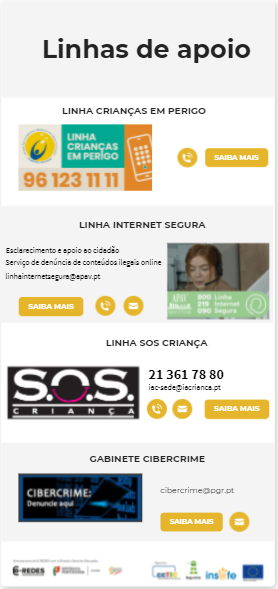 Linhas de apoio
LINHA CRIANÇAS EM PERIGO
LINHA
CRIANÇAS
EM PERIGO
96 123 11 11
SAIBA MAIS
LINHA INTERNET SEGURA
Esclarecimento e apoio ao cidadão
Serviço de denúncia de conteúdos ilegais online
linhainternetsegura@apav.pt
SAIBA MAIS
APAV
800
219
090
Linha
Internet
Segura
LINHA SOS CRIANÇA
S.O.S.
CRIANÇA
21 361 78 80
iac-sede@iacrianca.pt
SAIBA MAIS
GABINETE CIBERCRIME
CIBERCRIME:
Denuncie aqui
cibercrime@pgr.pt
SAIBA MAIS
E-REDES
insafe